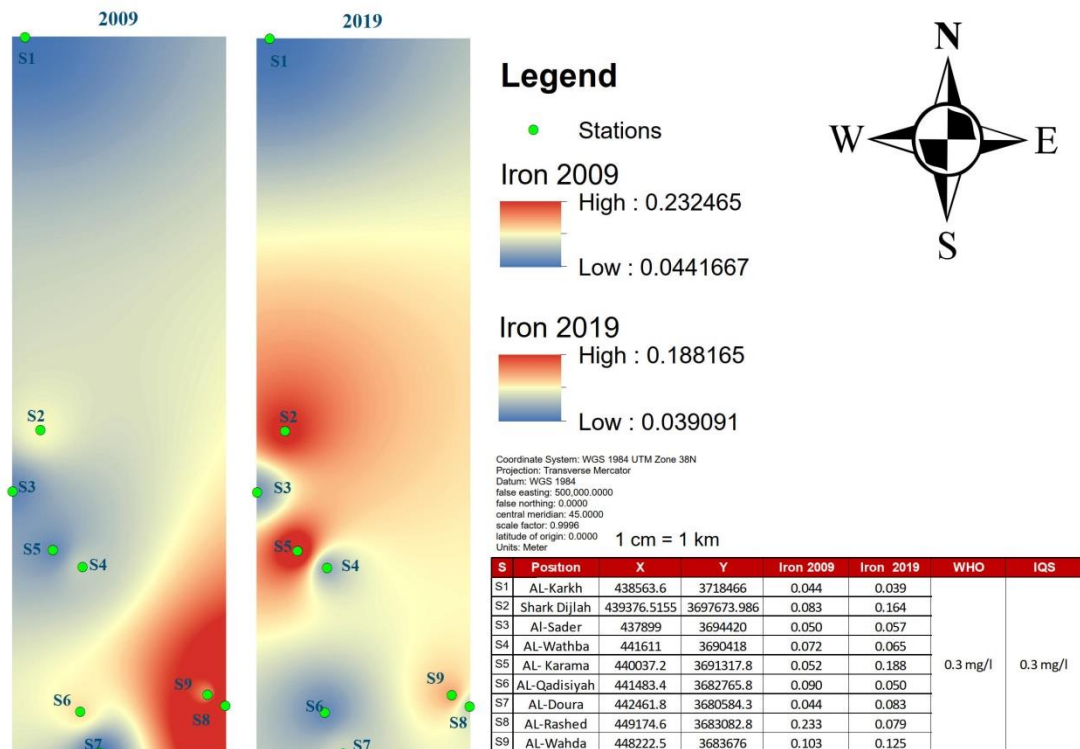 2009
S1
S2
S3
S5
S4
S6
S9
S8
S7
2019
S1
S2
S3
S5
S4
S9
S6
S8
S7
Legend
Stations
Iron 2009
High : 0.232465
Low : 0.0441667
Iron 2019
High : 0.188165
Low : 0.039091
N
W E
S
Coordinate System: WGS 1984 UTM Zone 38N
Projection: Transverse Mercator
Datum: WGS 1984
false easting: 500,000.0000
false northing: 0.0000
central meridian: 45.0000
scale factor: 0.9996
latitude of origin: 0.0000
Units: Meter
1 cm = 1 km
S Position X Y Iron 2009 Iron 2019 WHO IQS
S1 AL-Karkh 438563.6 3718466 0.044 0.039
S2 Shark Dijlah 439376.5155 3697673.986 0.083 0.164
S3 Al-Sader 437899 3694420 0.050 0.057
S4 AL-Wathba 441611 3690418 0.072 0.065
S5 AL- Karama 440037.2 3691317.8 0.052 0.188 0.3 mg/l 0.3 mg/l
S6 AL-Qadisiyah 441483.4 3682765.8 0.090 0.050
S7 AL-Doura 442461.8 3680584.3 0.044 0.083
S8 AL-Rashed 449174.6 3683082.8 0.233 0.079
S9 AL-Wahda 448222.5 3683676 0.103 0.125